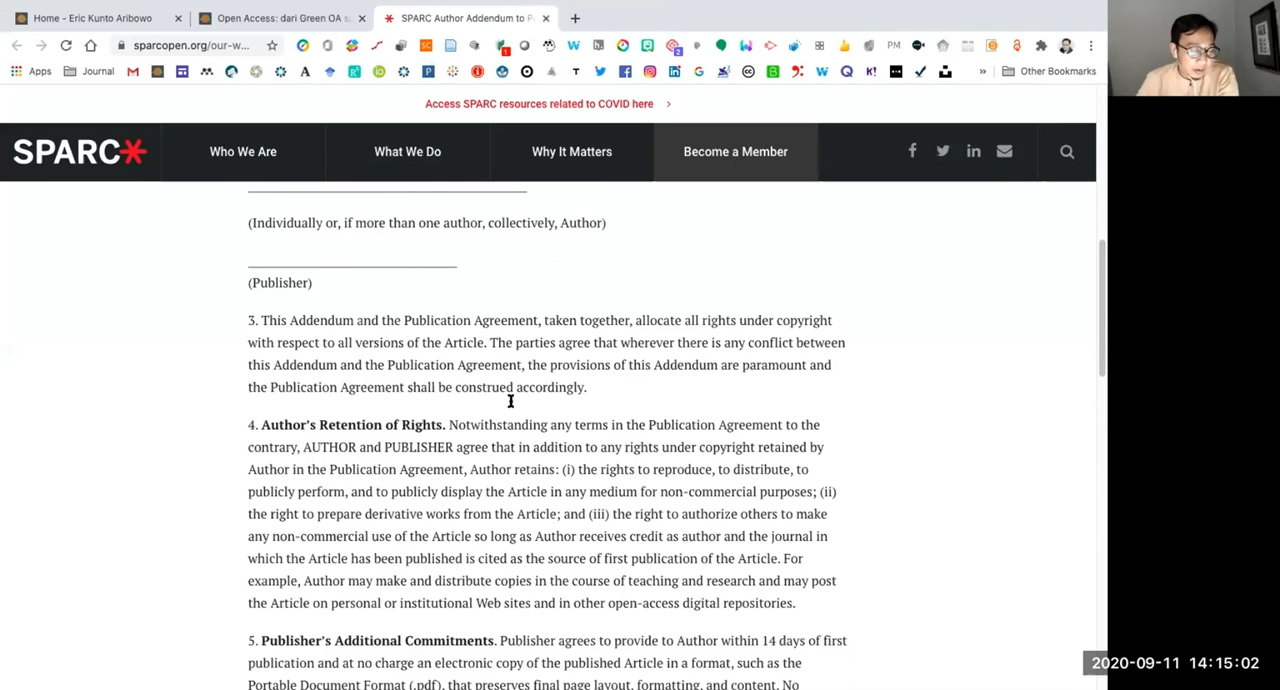 Home - Eric Kunto Aribowo
Open Access: dari Green OA s
SPARC Author Addendum to P
sparcopen.org/our-w...
PM
Apps
Journal
Other Bookmarks
Access SPARC resources related to COVID here
SPARC
Who We Are
What We Do
Why It Matters
Become a Member
(Individually or, if more than one author, collectively, Author)
(Publisher)
3. This Addendum and the Publication Agreement, taken together, allocate all rights under copyright
with respect to all versions of the Article. The parties agree that wherever there is any conflict between
this Addendum and the Publication Agreement, the provisions of this Addendum are paramount and
the Publication Agreement shall be construed accordingly.
4. Author’s Retention of Rights. Notwithstanding any terms in the Publication Agreement to the
contrary, AUTHOR and PUBLISHER agree that in addition to any rights under copyright retained by
Author in the Publication Agreement, Author retains: (i) the rights to reproduce, to distribute, to
publicly perform, and to publicly display the Article in any medium for non-commercial purposes; (ii)
the right to prepare derivative works from the Article; and (iii) the right to authorize others to make
any non-commercial use of the Article so long as Author receives credit as author and the journal in
which the Article has been published is cited as the source of first publication of the Article. For
example, Author may make and distribute copies in the course of teaching and research and may post
the Article on personal or institutional Web sites and in other open-access digital repositories.
5. Publisher’s Additional Commitments. Publisher agrees to provide to Author within 14 days of first
publication and at no charge an electronic copy of the published Article in a format, such as the
Portable Document Format (.pdf), that preserves final page layout, formatting, and content. No
2020-09-11 14:15:02